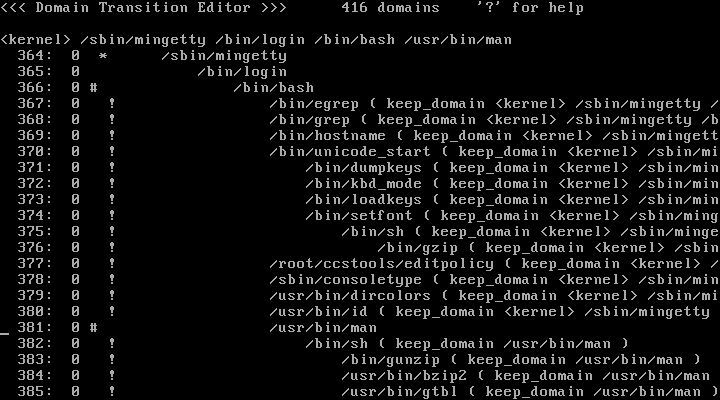 <<< Domain Transition Editor >>>      416 domains    '?' for help

<kernel> /sbin/mingetty /bin/login /bin/bash /usr/bin/man
  364:  0  *      /sbin/mingetty
  365:  0             /bin/login
  366:  0 #               /bin/bash
  367:  0   !                 /bin/egrep ( keep_domain <kernel> /sbin/mingetty /
  368:  0   !                 /bin/grep ( keep_domain <kernel> /sbin/mingetty /b
  369:  0   !                 /bin/hostname ( keep_domain <kernel> /sbin/mingett
  370:  0   !                 /bin/unicode_start ( keep_domain <kernel> /sbin/mi
  371:  0   !                     /bin/dumpkeys ( keep_domain <kernel> /sbin/min
  372:  0   !                     /bin/kbd_mode ( keep_domain <kernel> /sbin/min
  373:  0   !                     /bin/loadkeys ( keep_domain <kernel> /sbin/min
  374:  0   !                     /bin/setfont ( keep_domain <kernel> /sbin/ming
  375:  0   !                         /bin/sh ( keep_domain <kernel> /sbin/minge
  376:  0   !                             /bin/gzip ( keep_domain <kernel> /sbin
  377:  0   !                 /root/ccstools/editpolicy ( keep_domain <kernel> /
  378:  0   !                 /sbin/consoletype ( keep_domain <kernel> /sbin/min
  379:  0   !                 /usr/bin/dircolors ( keep_domain <kernel> /sbin/mi
  380:  0   !                 /usr/bin/id ( keep_domain <kernel> /sbin/mingetty
_ 381:  0 #                   /usr/bin/man
  382:  0   !                     /bin/sh ( keep_domain /usr/bin/man )
  383:  0   !                         /bin/gunzip ( keep_domain /usr/bin/man )
  384:  0   !                         /usr/bin/bzip2 ( keep_domain /usr/bin/man
  385:  0   !                         /usr/bin/gtbl ( keep_domain /usr/bin/man )